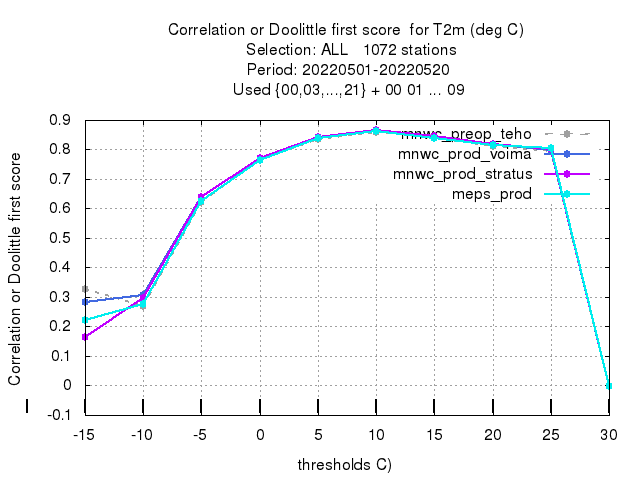 Correlation or Doolittle first score  for T2m (deg C)
Selection: ALL   1072 stations
Period: 20220501-20220520
Used {00,03,...,21} + 00 01 ... 09
Correlation or Doolittle first score
0.9
0.8
0.7
0.6
0.5
0.4
0.3
0.2
0.1
0
-0.1
mnwc_preop_teho
mnwc_prod_voima
mnwc_prod_stratus
meps_prod
-15 -10 -5 0 5 10 15 20 25 30
thresholds C)